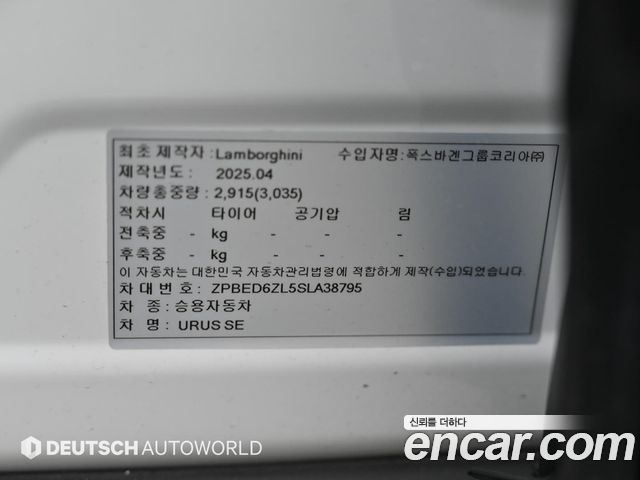 최초 제작자 : Lamborghini 수입자명 : 폭스바겐그룹코리아㈜
제작년도 : 2025.04
차량총중량 : 2,915(3,035)
적차시 타이어 공기압 림
전축중 - kg - - -
후축중 - kg - - -
이 자동차는 대한민국 자동차관리법령에 적합하게 제작(수입)되었습니다.
차 대 번 호 : ZPBED6ZL5SLA38795
차 종 : 승용자동차
차 명 : URUS SE
신뢰를 더하다
DEUTSCH AUTOWORLD
encar.com